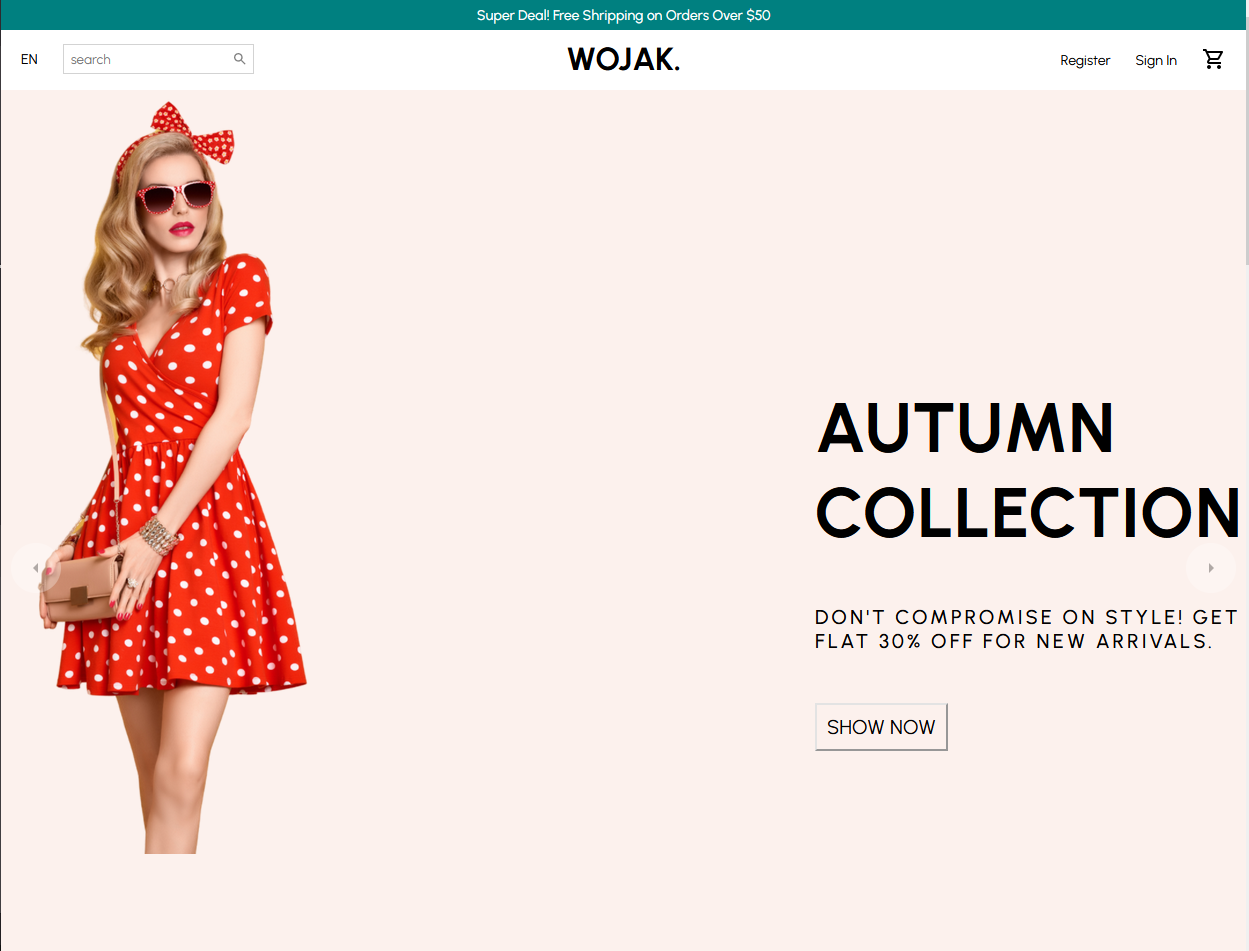 Super Deal! Free Shripping on Orders Over $50
EN
search
WOJAK.
Register
Sign In
AUTUMN
COLLECTION
DON'T COMPROMISE ON STYLE! GET
FLAT 30% OFF FOR NEW ARRIVALS.
SHOW NOW